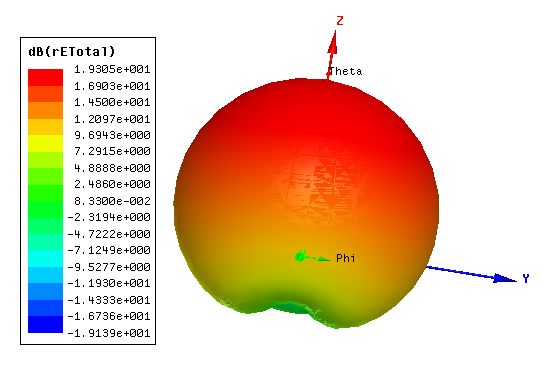 Z
Theta
dB(rETotal)
1.9305e+001
1.6903e+001
1.4500e+001
1.2097e+001
9.6943e+000
7.2915e+000
4.8888e+000
2.4860e+000
8.3300e-002
-2.3194e+000
-4.7222e+000
-7.1249e+000
-9.5277e+000
-1.1930e+001
-1.4333e+001
-1.6736e+001
-1.9139e+001
Phi
Y